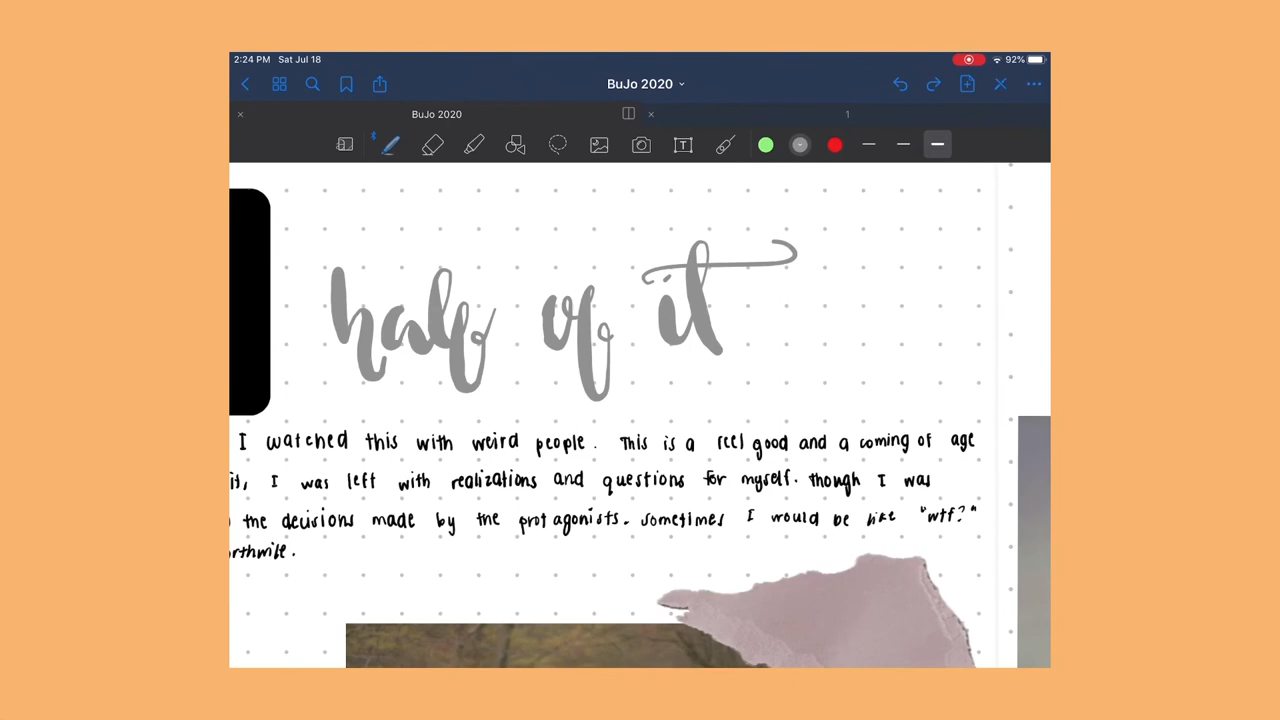 2:24 PM Sat Jul 18 92%
BuJo 2020
BuJo 2020 1
T
half of it
I watched this with weird people. This is a feel good and a coming of age
it, I was left with realizations and questions for myself. though I was
the decisions made by the protagonists. sometimes I would be like "wtf?"